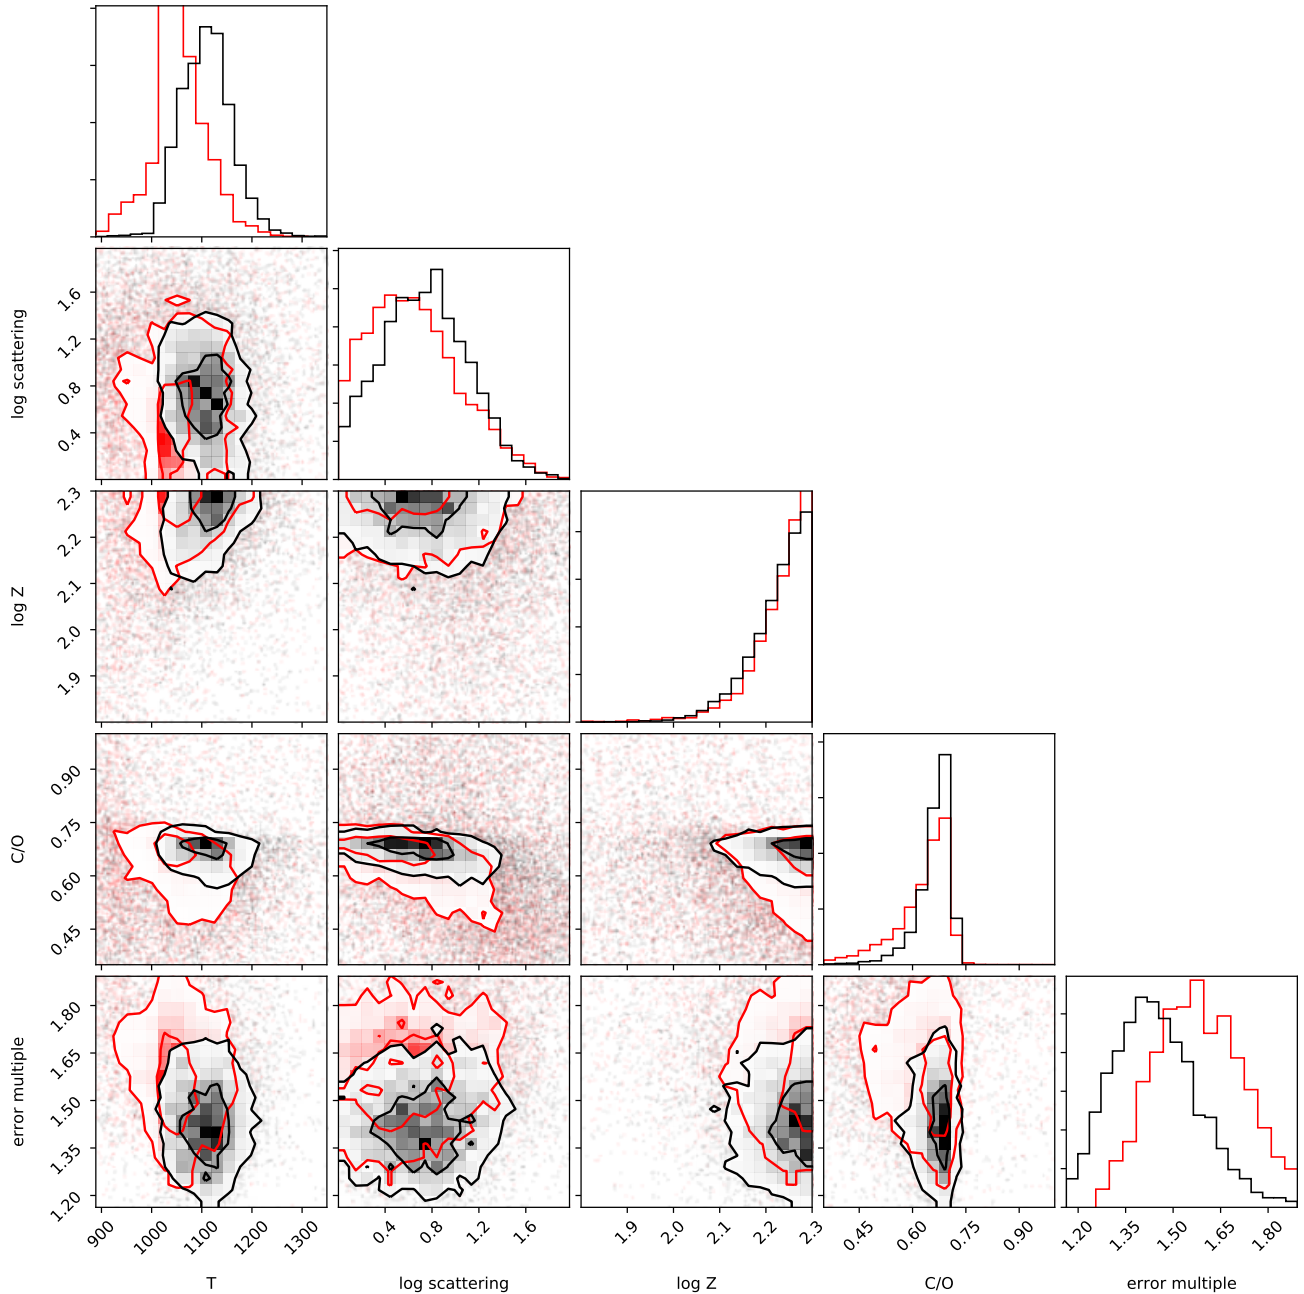 log scattering
1.6
1.2
0.8
0.4
log Z
2.3
2.2
2.1
2.0
1.9
C/O
0.90
0.75
0.60
0.45
error multiple
1.80
1.65
1.50
1.35
1.20
900 1000 1100 1200 1300
0.4 0.8 1.2 1.6
1.9 2.0 2.1 2.2 2.3
0.45 0.60 0.75 0.90
1.20 1.35 1.50 1.65 1.80
T log scattering log Z C/O error multiple